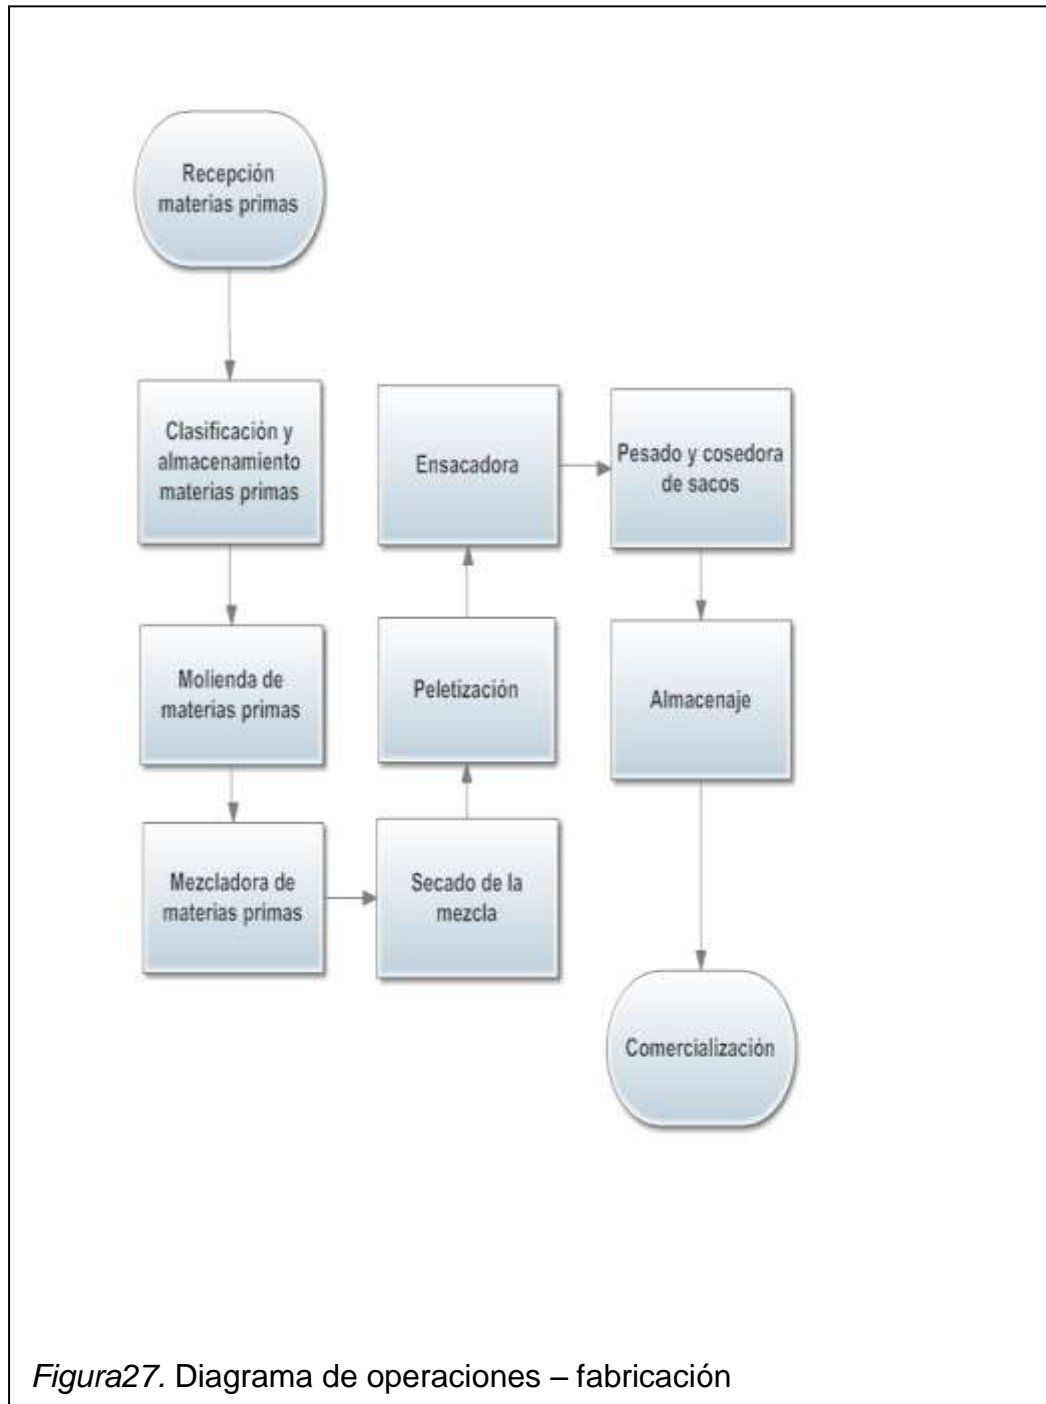 Recepción
materias primas
Clasificación y
almacenamiento
materias primas
Molienda de
materias primas
Mezcladora de
materias primas
Secado de la
mezcla
Peletización
Ensacadora
Pesado y cosedora
de sacos
Almacenaje
Comercialización
Figura27. Diagrama de operaciones – fabricación